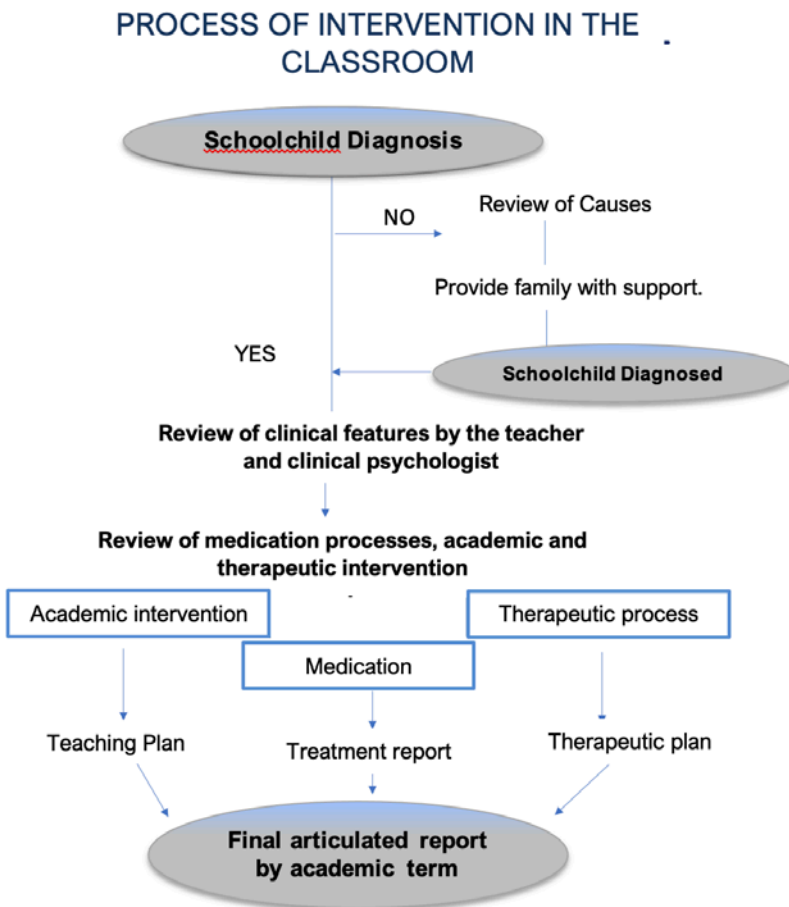 PROCESS OF INTERVENTION IN THE
CLASSROOM
Schoolchild Diagnosis
NO
Review of Causes
Provide family with support.
YES
Schoolchild Diagnosed
Review of clinical features by the teacher
and clinical psychologist
Review of medication processes, academic and
therapeutic intervention
Academic intervention
Therapeutic process
Medication
Teaching Plan
Treatment report
Therapeutic plan
Final articulated report
by academic term